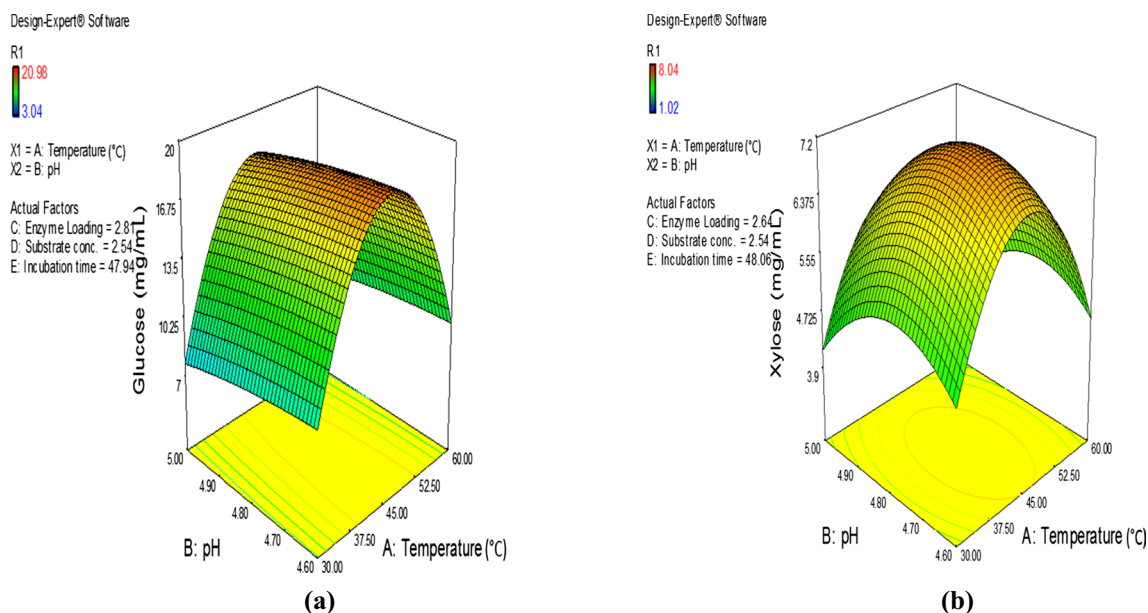 Design-Expert® Software
R1
20.98
3.04
X1 = A: Temperature (°C)
X2 = B: pH
Actual Factors
C: Enzyme Loading = 2.81
D: Substrate conc. = 2.54
E: Incubation time = 47.94
Glucose (mg/mL)
20
16.75
13.5
10.25
7
5.00
4.90
4.80
4.70
4.60
B: pH
30.00
37.50
45.00
52.50
60.00
A: Temperature (°C)
(a)
Design-Expert® Software
R1
8.04
1.02
X1 = A: Temperature (°C)
X2 = B: pH
Actual Factors
C: Enzyme Loading = 2.64
D: Substrate conc. = 2.54
E: Incubation time = 48.06
Xylose (mg/mL)
7.2
6.375
5.55
4.725
3.9
5.00
4.90
4.80
4.70
4.60
B: pH
30.00
37.50
45.00
52.50
60.00
A: Temperature (°C)
(b)